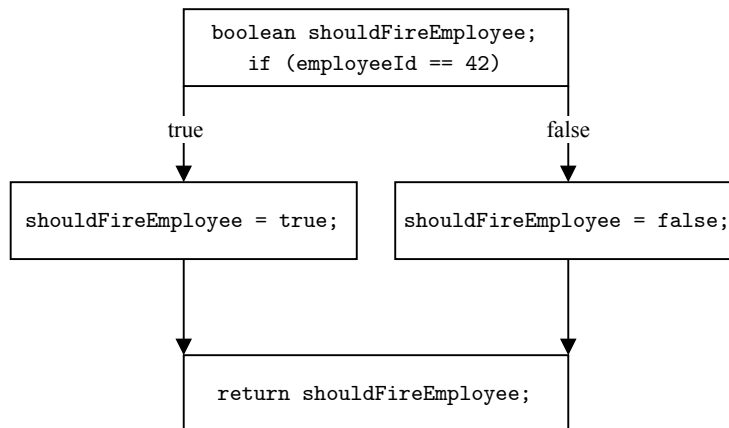 boolean shouldFireEmployee;
if (employeeId == 42)
true
false
shouldFireEmployee = true;
shouldFireEmployee = false;
return shouldFireEmployee;